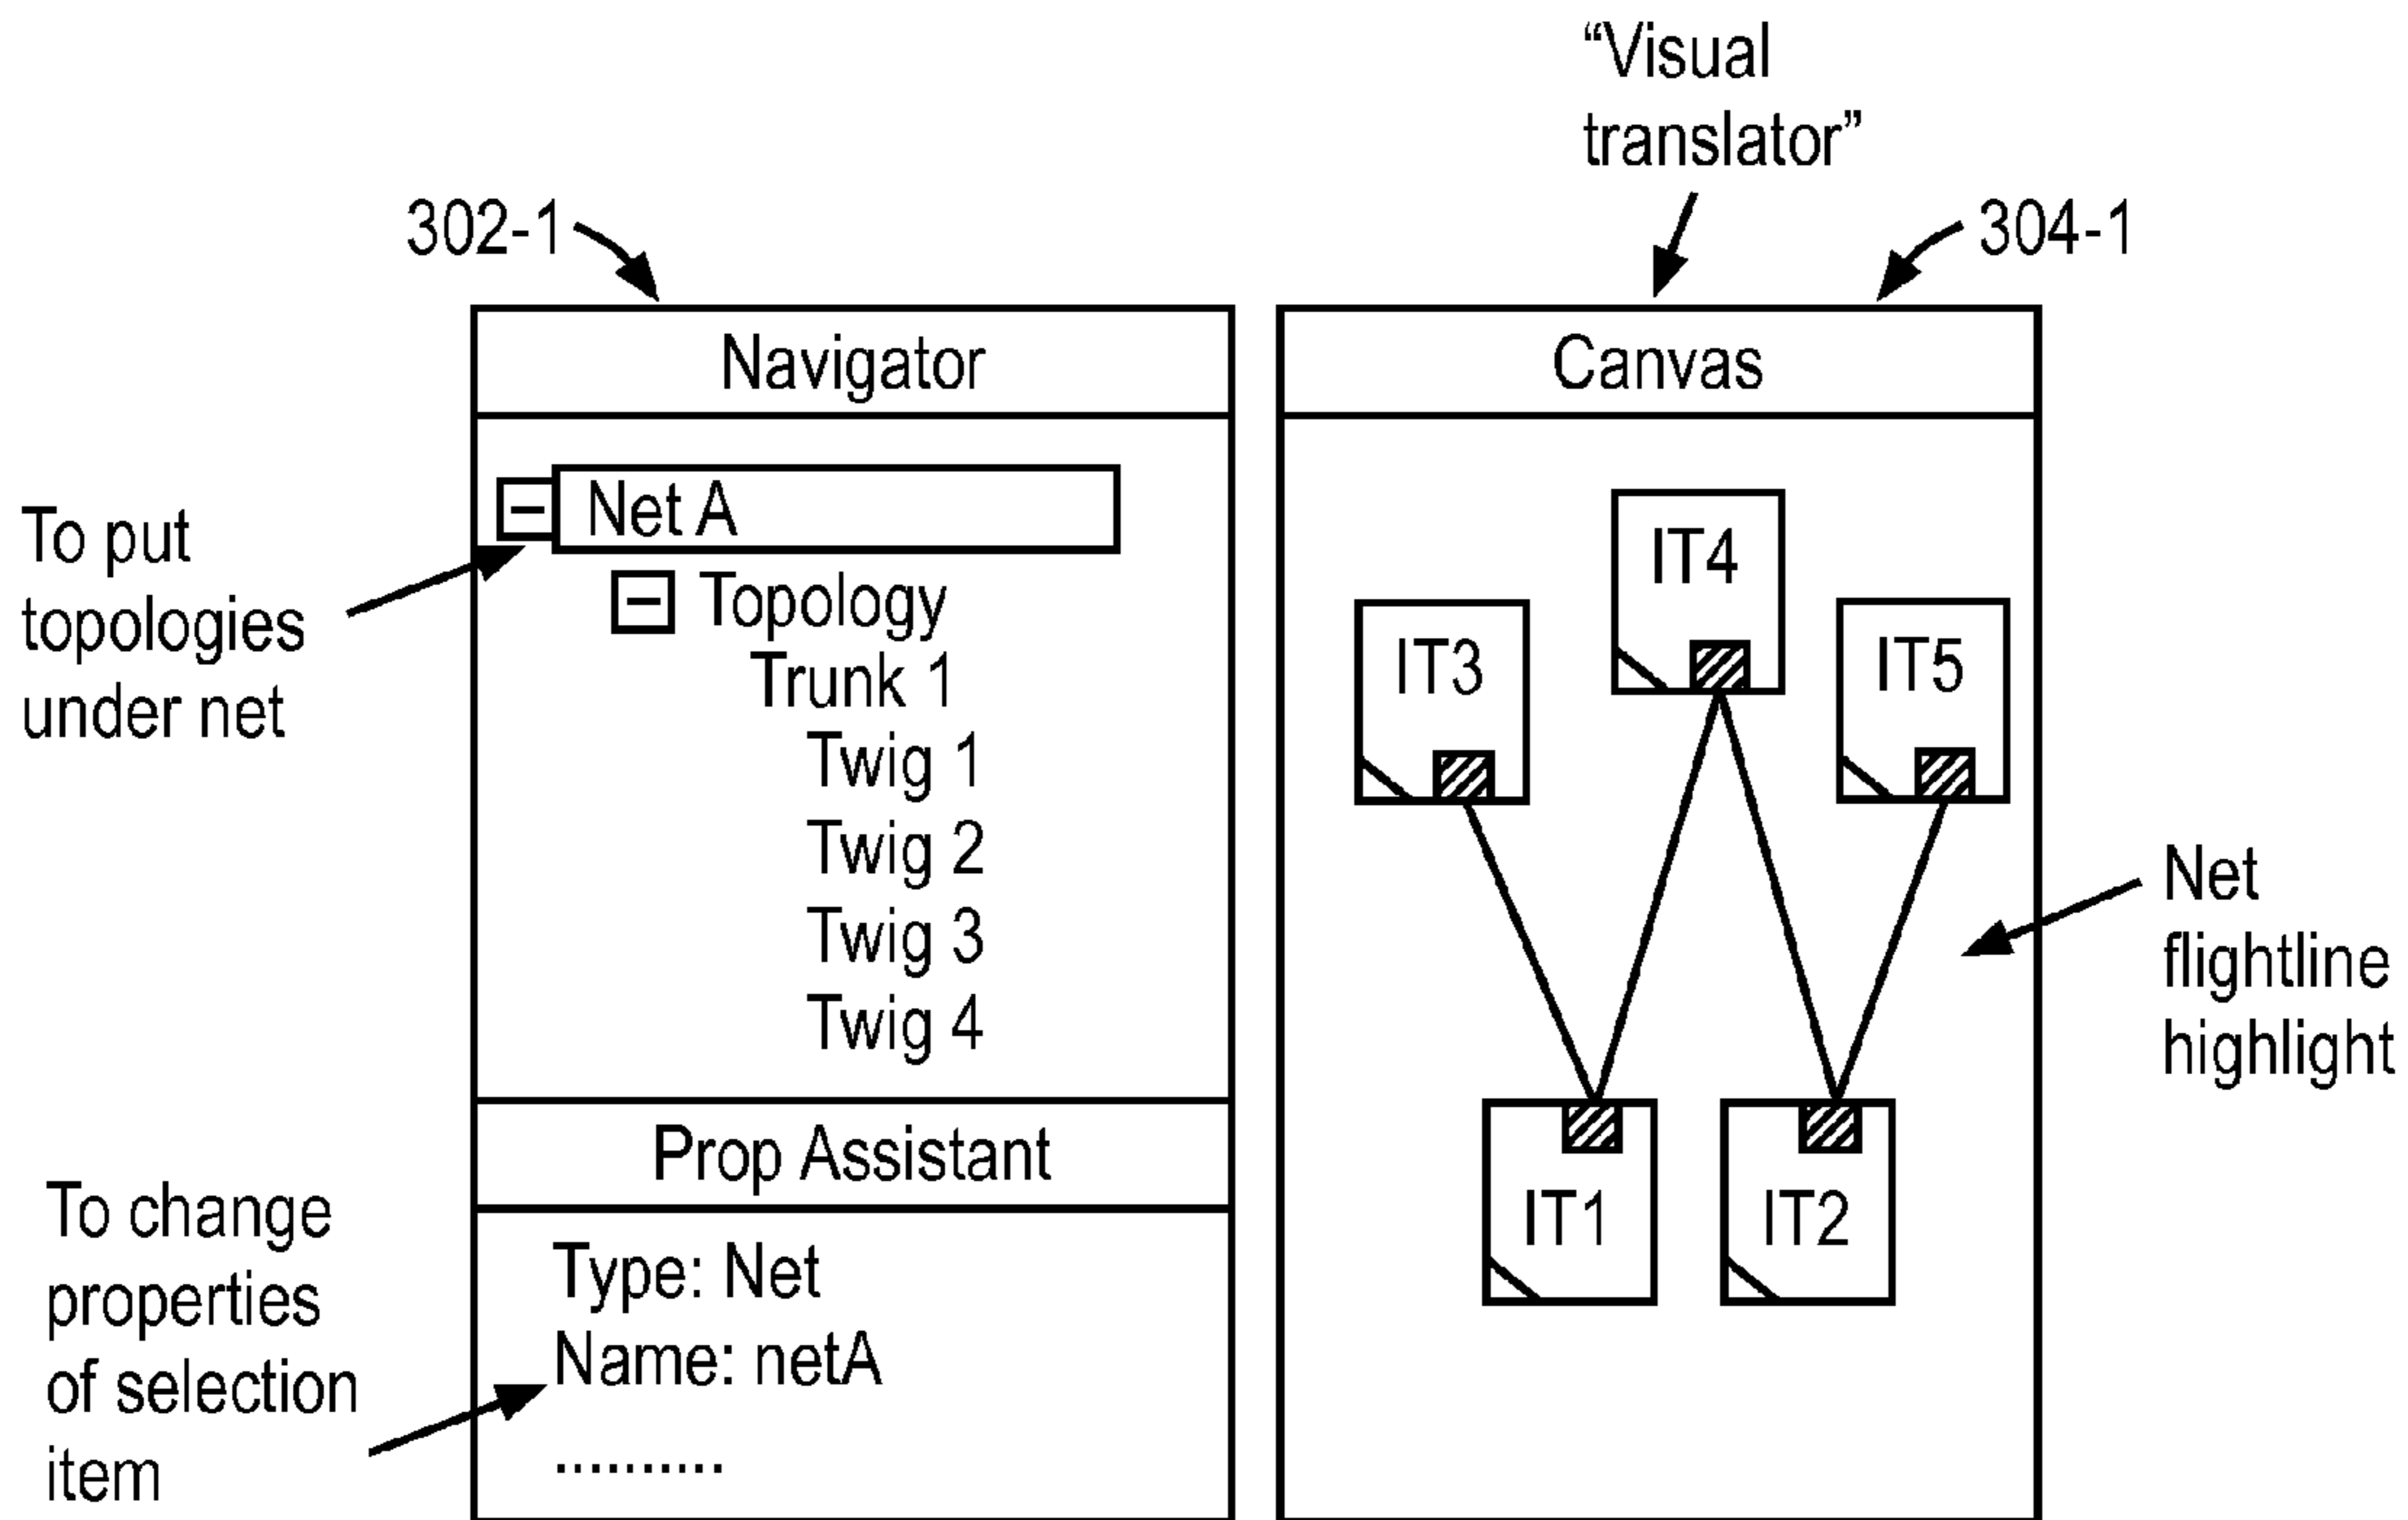 “Visual
translator”
302-1
304-1
Navigator
Canvas
Net A
To put
topologies
under net
Topology
Trunk 1
Twig 1
Twig 2
Twig 3
Twig 4
IT4
IT3
IT5
Net
flightline
highlight
Prop Assistant
IT1
IT2
To change
properties
of selection
item
Type: Net
Name: netA
..........